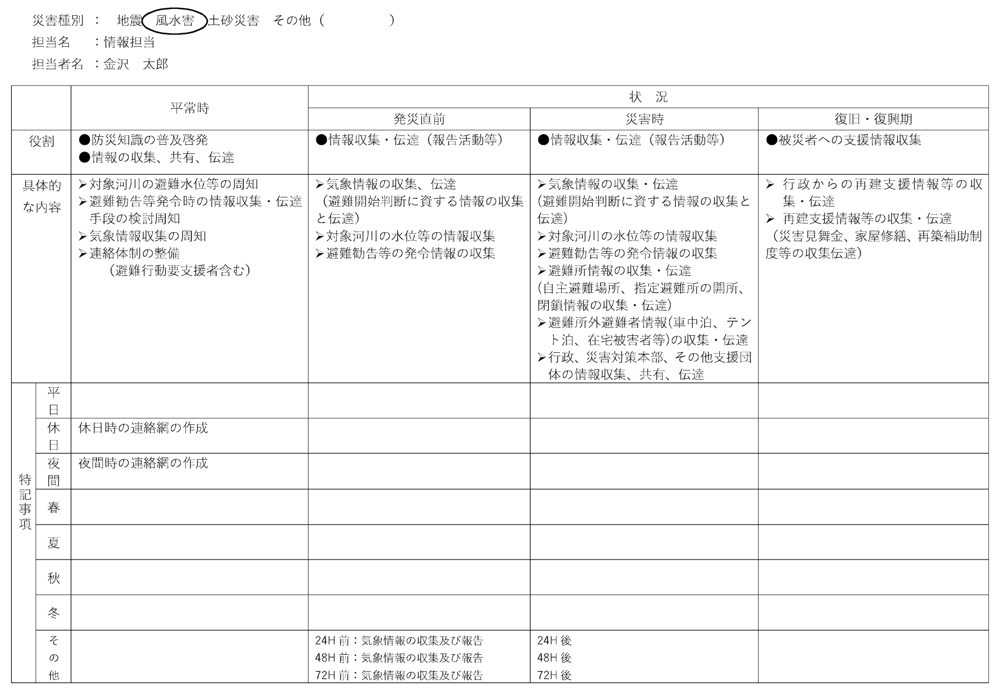 災害種別 ： 地震 風水害 土砂災害 その他（ ）
担当名 ：情報担当
担当者名 ：金沢 太郎
平常時
状 況
発災直前
災害時
復旧・復興期
役割
●防災知識の普及啓発
●情報の収集、共有、伝達
●情報収集・伝達（報告活動等）
●情報収集・伝達（報告活動等）
●被災者への支援情報収集
具体的
な内容
➢対象河川の避難水位等の周知
➢避難勧告等発令時の情報収集・伝達
手段の検討周知
➢気象情報収集の周知
➢連絡体制の整備
（避難行動要支援者含む）
➢気象情報の収集、伝達
（避難開始判断に資する情報の収集
と伝達）
➢対象河川の水位等の情報収集
➢避難勧告等の発令情報の収集
➢気象情報の収集・伝達
(避難開始判断に資する情報の収集と
伝達）
➢対象河川の水位等の情報収集
➢避難勧告等の発令情報の収集
➢避難所情報の収集・伝達
(自主避難場所、指定避難所の開所、
閉鎖情報の収集・伝達）
➢避難所外避難者情報(車中泊、テン
ト泊、在宅被害者等)の収集・伝達
➢行政、災害対策本部、その他支援団
体の情報収集、共有、伝達
➢ 行政からの再建支援情報等の収
集・伝達
➢ 再建支援情報等の収集・伝達
（災害見舞金、家屋修繕、再築補助制
度等の収集伝達）
特記事項
平日
休日
休日時の連絡網の作成
夜間
夜間時の連絡網の作成
春
夏
秋
冬
その他
24H 前：気象情報の収集及び報告
48H 前：気象情報の収集及び報告
72H 前：気象情報の収集及び報告
24H 後
48H 後
72H 後